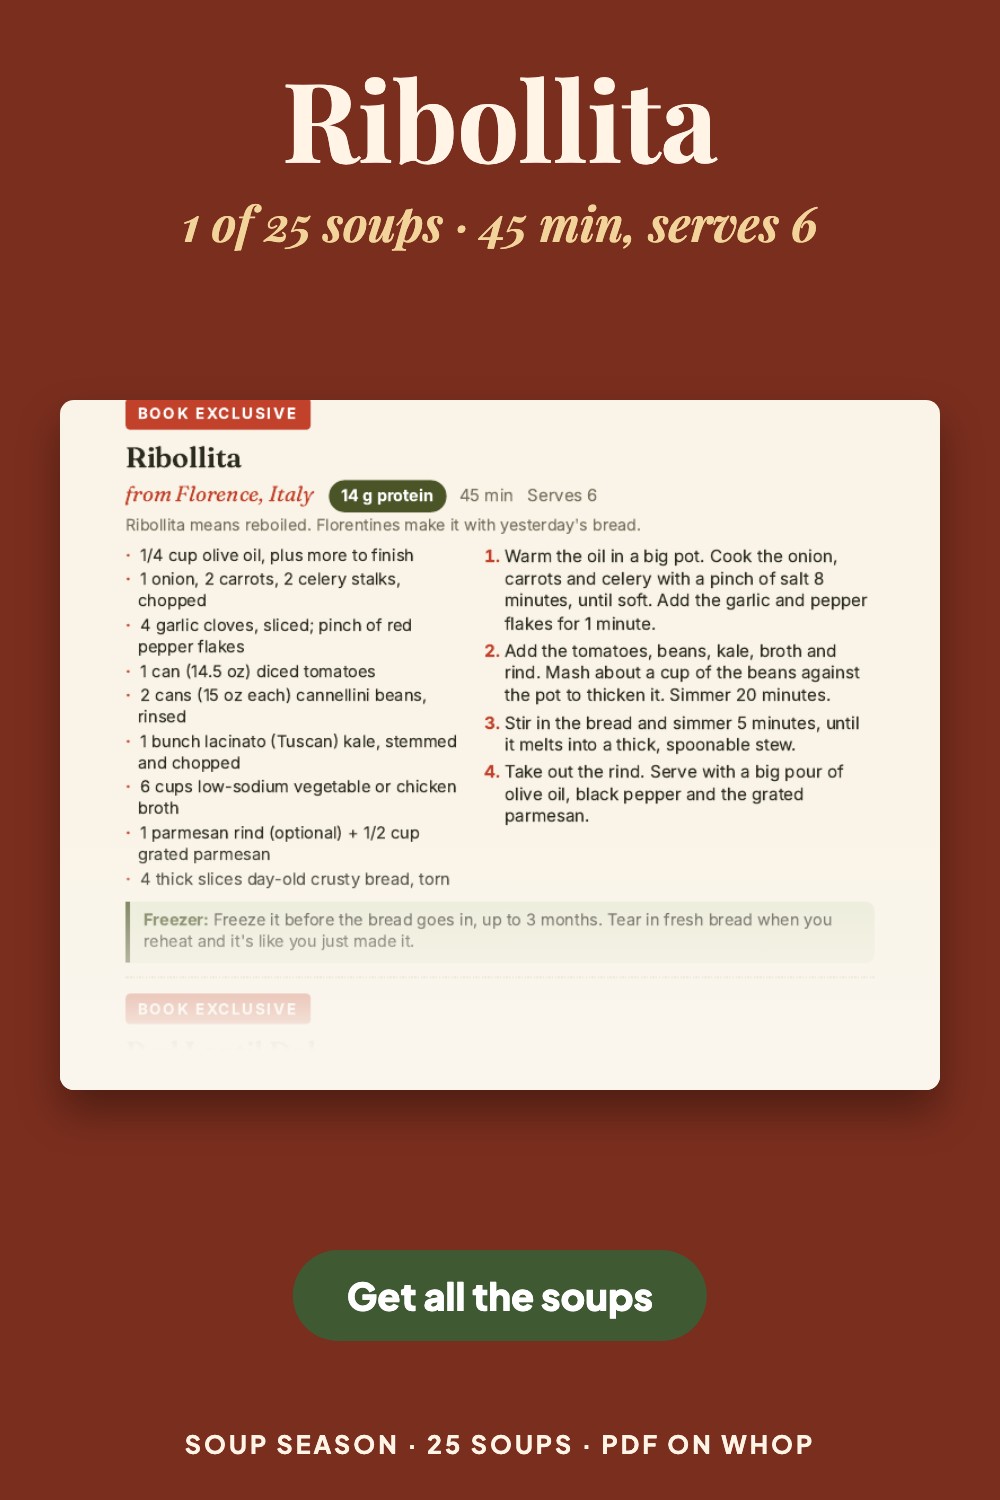 Ribollita
1 of 25 soups · 45 min, serves 6
BOOK EXCLUSIVE
Ribollita
from Florence, Italy 14 g protein 45 min Serves 6
Ribollita means reboiled. Florentines make it with yesterday's bread.
· 1/4 cup olive oil, plus more to finish
· 1 onion, 2 carrots, 2 celery stalks,
chopped
· 4 garlic cloves, sliced; pinch of red
pepper flakes
· 1 can (14.5 oz) diced tomatoes
· 2 cans (15 oz each) cannellini beans,
rinsed
· 1 bunch lacinato (Tuscan) kale, stemmed
and chopped
· 6 cups low-sodium vegetable or chicken
broth
· 1 parmesan rind (optional) + 1/2 cup
grated parmesan
· 4 thick slices day-old crusty bread, torn
1. Warm the oil in a big pot. Cook the onion,
carrots and celery with a pinch of salt 8
minutes, until soft. Add the garlic and pepper
flakes for 1 minute.
2. Add the tomatoes, beans, kale, broth and
rind. Mash about a cup of the beans against
the pot to thicken it. Simmer 20 minutes.
3. Stir in the bread and simmer 5 minutes, until
it melts into a thick, spoonable stew.
4. Take out the rind. Serve with a big pour of
olive oil, black pepper and the grated
parmesan.
Freezer: Freeze it before the bread goes in, up to 3 months. Tear in fresh bread when you
reheat and it's like you just made it.
BOOK EXCLUSIVE
Get all the soups
SOUP SEASON · 25 SOUPS · PDF ON WHOP